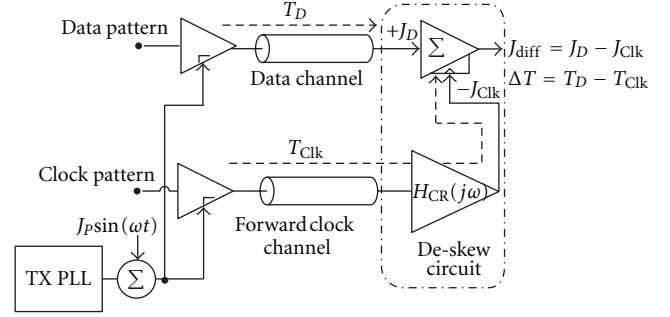 T_D
Data pattern
+J_D
Σ
J_diff = J_D − J_Clk
Data channel
ΔT = T_D − T_Clk
−J_Clk
T_Clk
Clock pattern
H_CR(jω)
J_P sin(ωt)
Forward clock
channel
De-skew
circuit
TX PLL
Σ